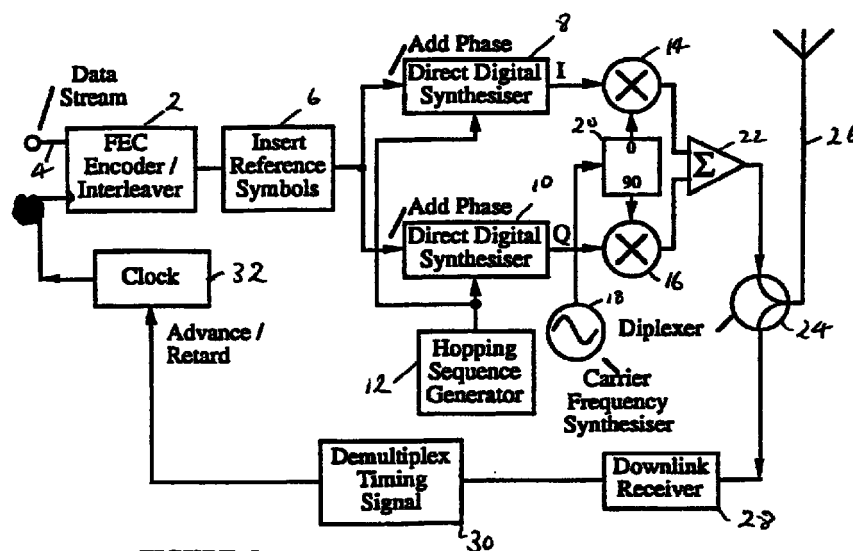 Data
Stream
4
2
FEC
Encoder /
Interleaver
6
Insert
Reference
Symbols
Add Phase
8
Direct Digital
Synthesiser
I
14
20
0
90
22
Σ
26
Add Phase
10
Direct Digital
Synthesiser
Q
16
Clock
32
Advance /
Retard
12
Hopping
Sequence
Generator
18
Carrier
Frequency
Synthesiser
Diplexer
24
Demultiplex
Timing
Signal
30
Downlink
Receiver
28